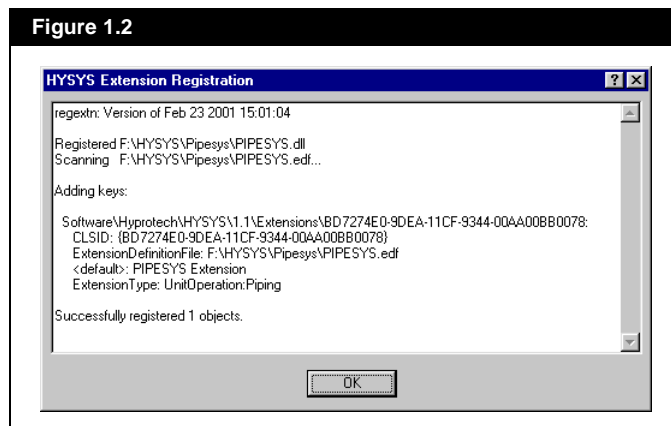 Figure 1.2
HYSYS Extension Registration
regextn: Version of Feb 23 2001 15:01:04
Registered F:\HYSYS\Pipesys\PIPESYS.dll
Scanning F:\HYSYS\Pipesys\PIPESYS.edf...
Adding keys:
Software\Hyprotech\HYSYS\1.1\Extensions\BD7274E0-9DEA-11CF-9344-00AA00BB0078:
CLSID: {BD7274E0-9DEA-11CF-9344-00AA00BB0078}
ExtensionDefinitionFile: F:\HYSYS\Pipesys\PIPESYS.edf
<default>: PIPESYS Extension
ExtensionType: UnitOperation:Piping
Successfully registered 1 objects.
OK